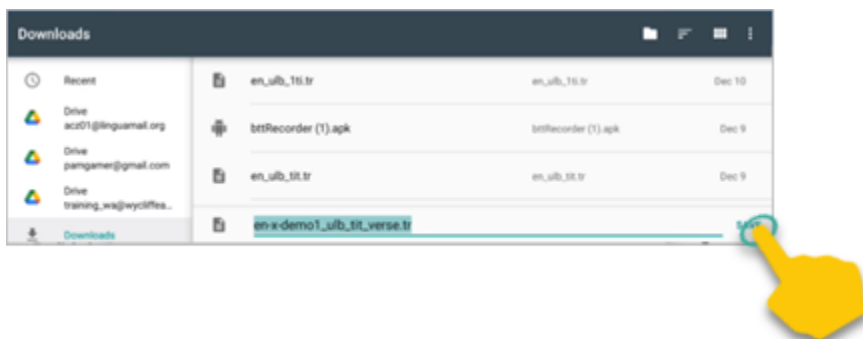 Downloads
Recent
Drive
acz01@linguamail.org
Drive
pamgamer@gmail.com
Drive
training_wa@wycliffea...
Downloads
en_ulb_1ti.tr en_ulb_1ti.tr Dec 10
bttRecorder (1).apk bttRecorder (1).apk Dec 9
en_ulb_tit.tr en_ulb_tit.tr Dec 9
en-x-demo1_ulb_tit_verse.tr SAVE